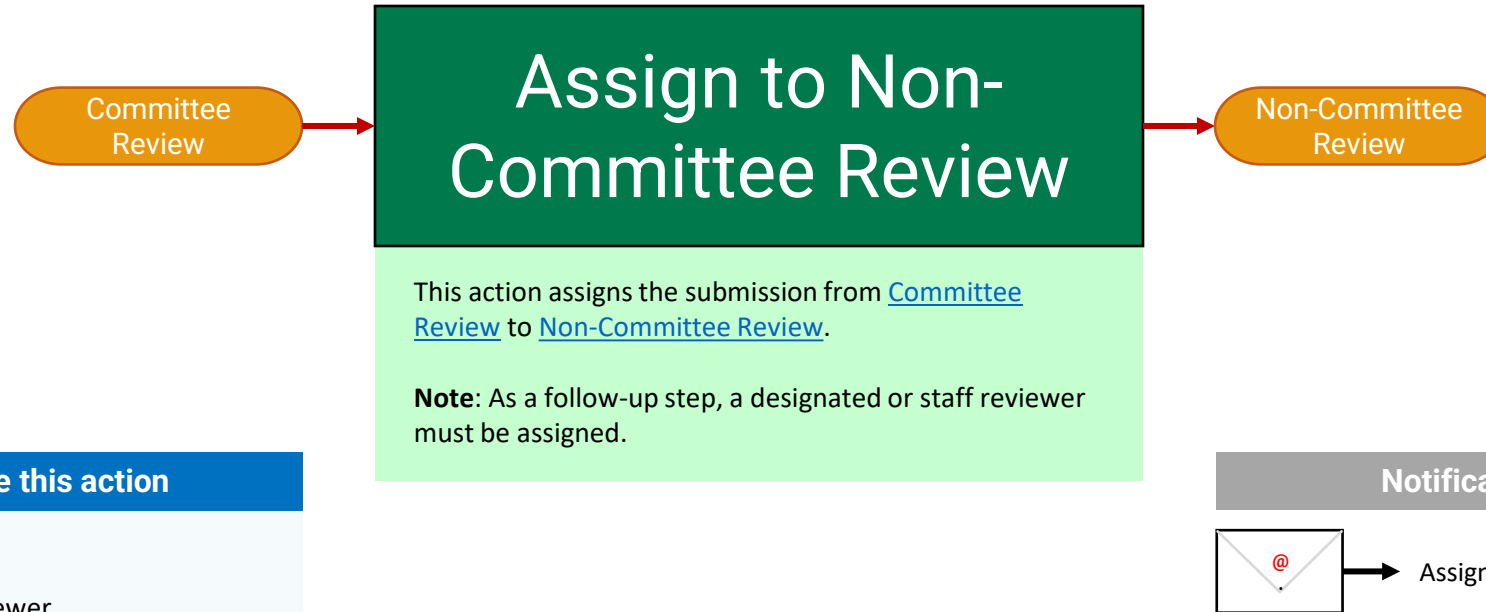 Committee
Review
Assign to Non-
Committee Review
Non-Committee
Review
This action assigns the submission from Committee
Review to Non-Committee Review.
Note: As a follow-up step, a designated or staff reviewer
must be assigned.
this action
@